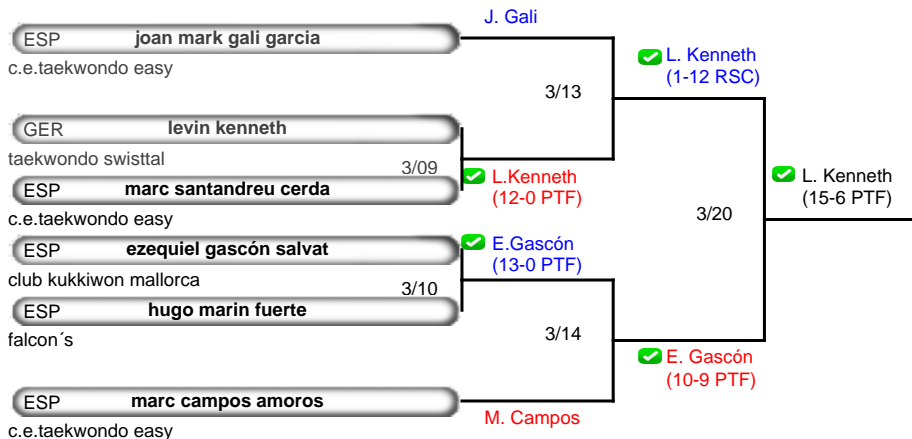 J. Gali
ESP joan mark gali garcia
c.e.taekwondo easy
L. Kenneth
(1-12 RSC)
3/13
GER levin kenneth
taekwondo swisttal
3/09
L.Kenneth
(12-0 PTF)
ESP marc santandreu cerda
c.e.taekwondo easy
L. Kenneth
(15-6 PTF)
3/20
ESP ezequiel gascón salvat
club kukkiwon mallorca
E.Gascón
(13-0 PTF)
3/10
ESP hugo marin fuerte
falcon´s
3/14
E. Gascón
(10-9 PTF)
ESP marc campos amoros
c.e.taekwondo easy
M. Campos